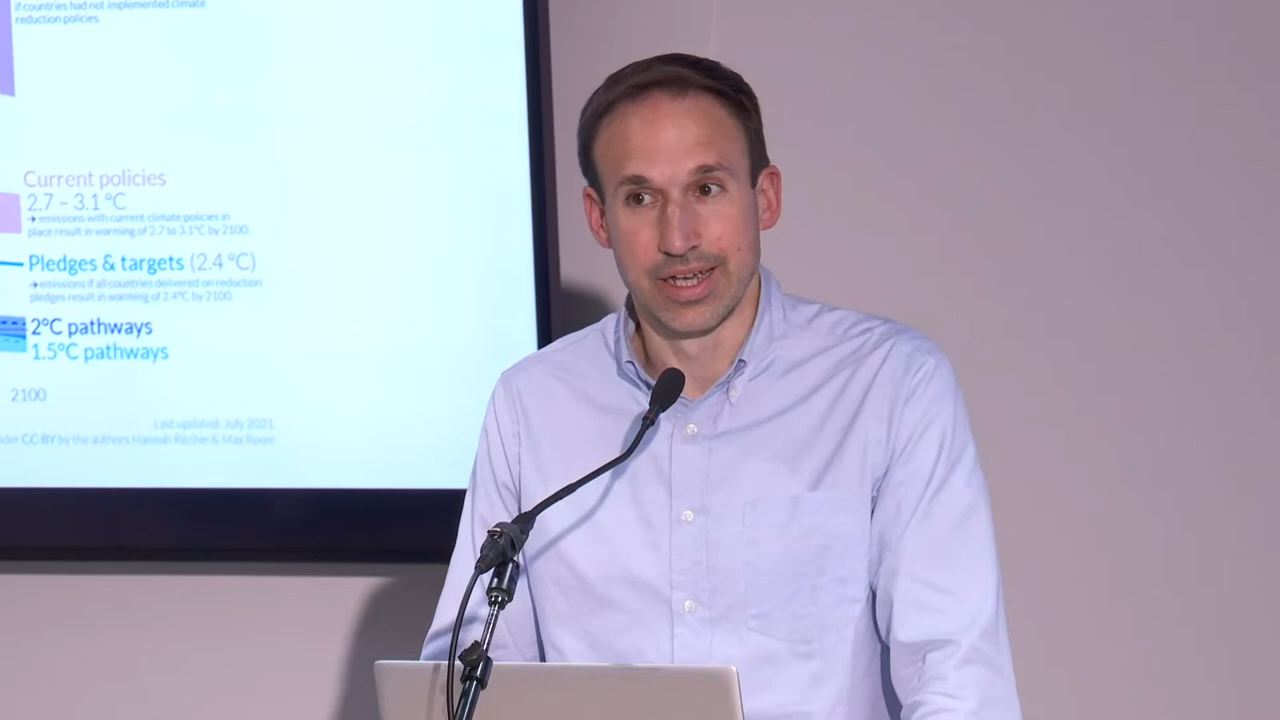 if countries had not implemented climate
reduction policies.
Current policies
2.7 – 3.1 °C
→ emissions with current climate policies in
place result in warming of 2.7 to 3.1°C by 2100.
Pledges & targets (2.4 °C)
→ emissions if all countries delivered on reduction
pledges result in warming of 2.4°C by 2100.
2°C pathways
1.5°C pathways
2100
Last updated: July 2021.
CC BY by the authors Hannah Ritchie & Max Roser.